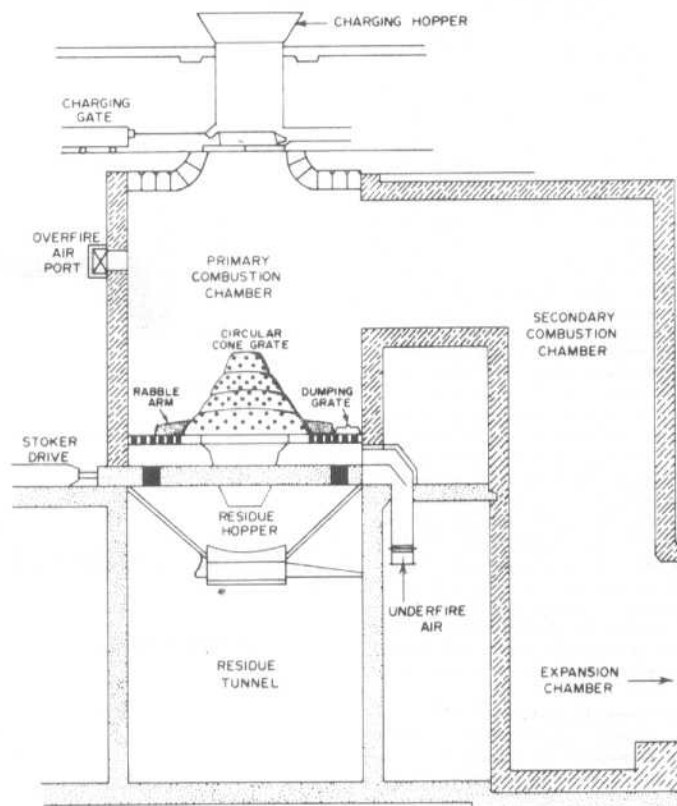 CHARGING HOPPER
CHARGING
GATE
OVERFIRE
AIR
PORT
PRIMARY
COMBUSTION
CHAMBER
SECONDARY
COMBUSTION
CHAMBER
CIRCULAR
CONE GRATE
RABBLE
ARM
DUMPING
GRATE
STOKER
DRIVE
RESIDUE
HOPPER
UNDERFIRE
AIR
RESIDUE
TUNNEL
EXPANSION
CHAMBER